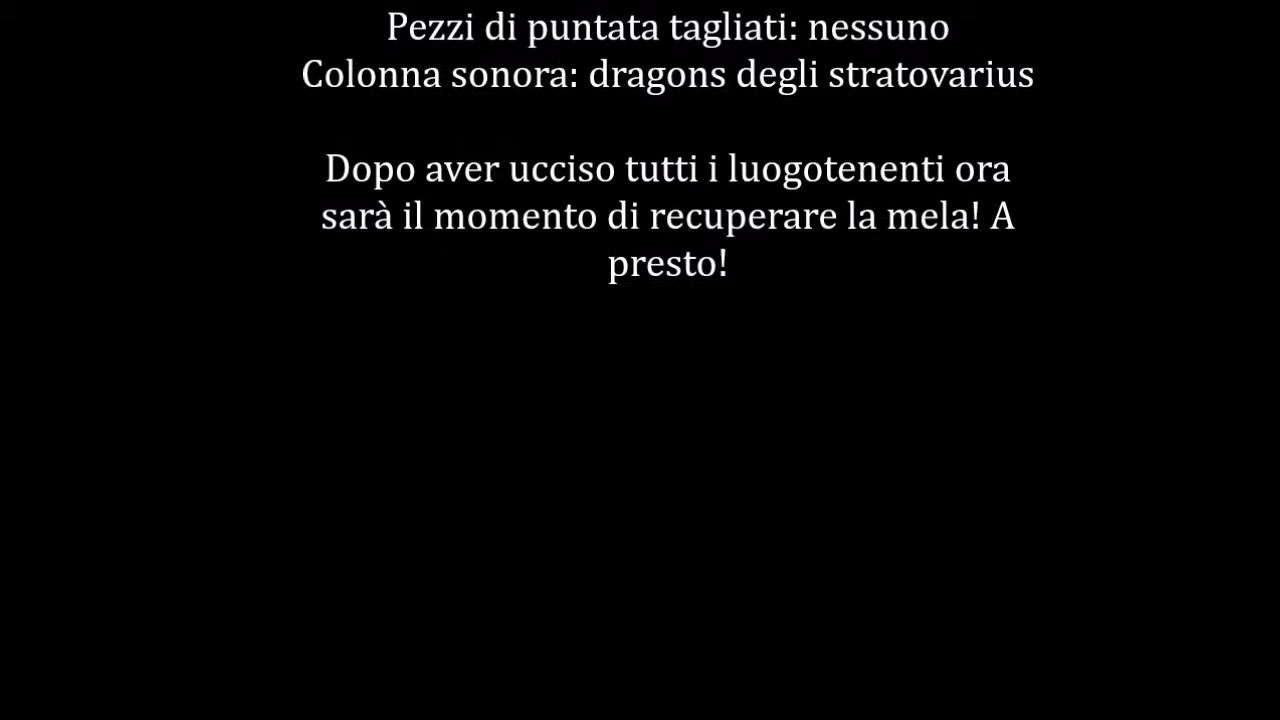 Pezzi di puntata tagliati: nessuno
Colonna sonora: dragons degli stratovarius
Dopo aver ucciso tutti i luogotenenti ora
sarà il momento di recuperare la mela! A
presto!